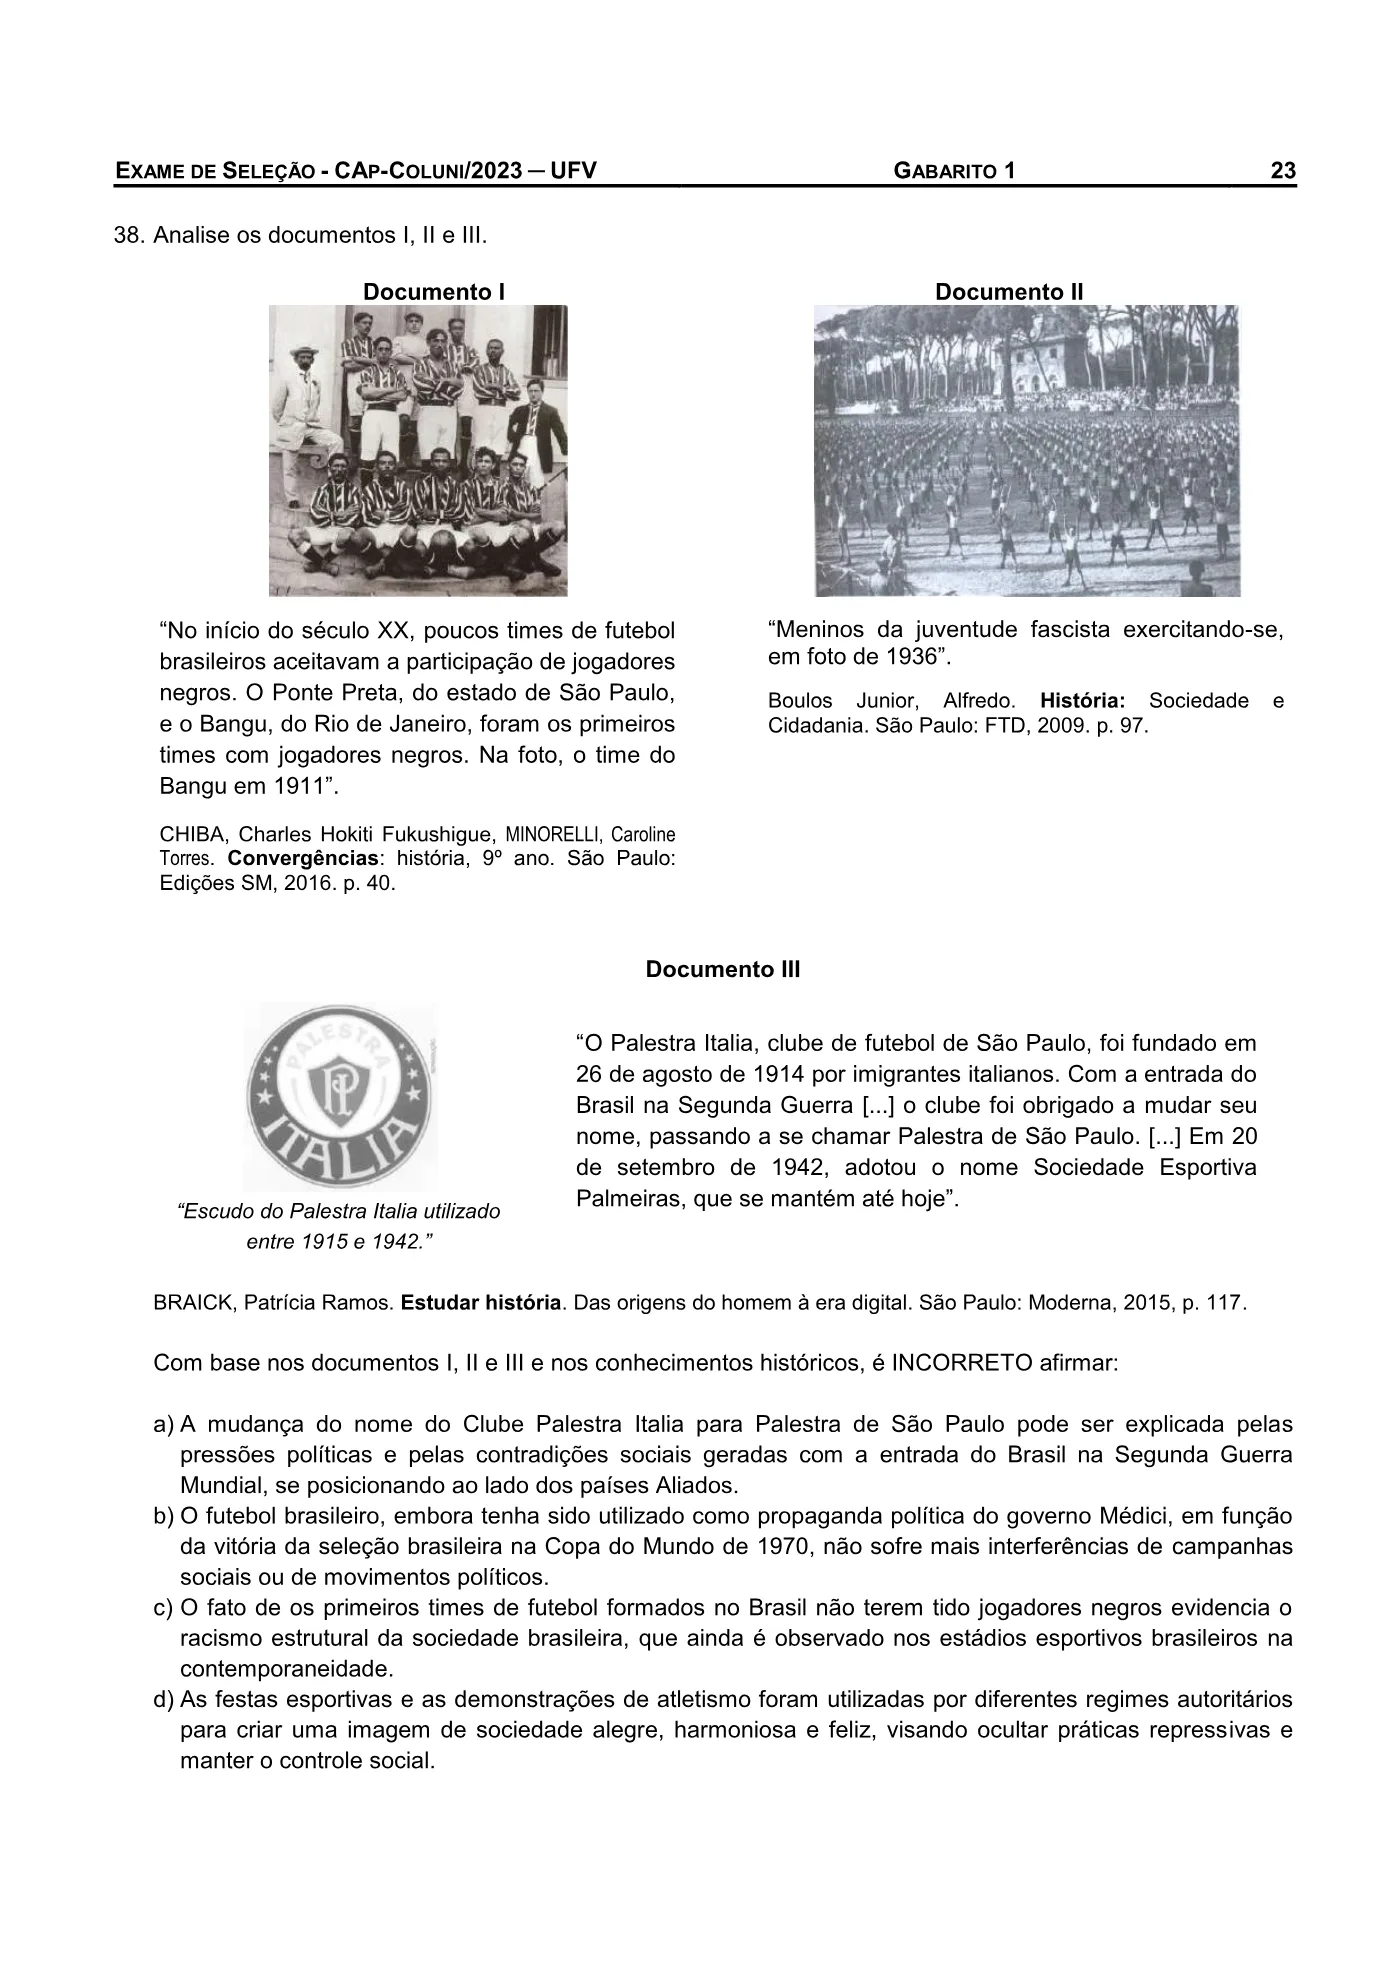 EXAME DE SELEÇÃO - CAP-COLUNI/2023 — UFV GABARITO 1 23
38. Analise os documentos I, II e III.
Documento I
“No início do século XX, poucos times de futebol
brasileiros aceitavam a participação de jogadores
negros. O Ponte Preta, do estado de São Paulo,
e o Bangu, do Rio de Janeiro, foram os primeiros
times com jogadores negros. Na foto, o time do
Bangu em 1911”.
CHIBA, Charles Hokiti Fukushigue, MINORELLI, Caroline
Torres. Convergências: história, 9º ano. São Paulo:
Edições SM, 2016. p. 40.
Documento II
“Meninos da juventude fascista exercitando-se,
em foto de 1936”.
Boulos Junior, Alfredo. História: Sociedade e
Cidadania. São Paulo: FTD, 2009. p. 97.
Documento III
PALESTRA
PI
ITALIA
“Escudo do Palestra Italia utilizado
entre 1915 e 1942.”
“O Palestra Italia, clube de futebol de São Paulo, foi fundado em
26 de agosto de 1914 por imigrantes italianos. Com a entrada do
Brasil na Segunda Guerra [...] o clube foi obrigado a mudar seu
nome, passando a se chamar Palestra de São Paulo. [...] Em 20
de setembro de 1942, adotou o nome Sociedade Esportiva
Palmeiras, que se mantém até hoje”.
BRAICK, Patrícia Ramos. Estudar história. Das origens do homem à era digital. São Paulo: Moderna, 2015, p. 117.
Com base nos documentos I, II e III e nos conhecimentos históricos, é INCORRETO afirmar:
a) A mudança do nome do Clube Palestra Italia para Palestra de São Paulo pode ser explicada pelas
pressões políticas e pelas contradições sociais geradas com a entrada do Brasil na Segunda Guerra
Mundial, se posicionando ao lado dos países Aliados.
b) O futebol brasileiro, embora tenha sido utilizado como propaganda política do governo Médici, em função
da vitória da seleção brasileira na Copa do Mundo de 1970, não sofre mais interferências de campanhas
sociais ou de movimentos políticos.
c) O fato de os primeiros times de futebol formados no Brasil não terem tido jogadores negros evidencia o
racismo estrutural da sociedade brasileira, que ainda é observado nos estádios esportivos brasileiros na
contemporaneidade.
d) As festas esportivas e as demonstrações de atletismo foram utilizadas por diferentes regimes autoritários
para criar uma imagem de sociedade alegre, harmoniosa e feliz, visando ocultar práticas repressivas e
manter o controle social.